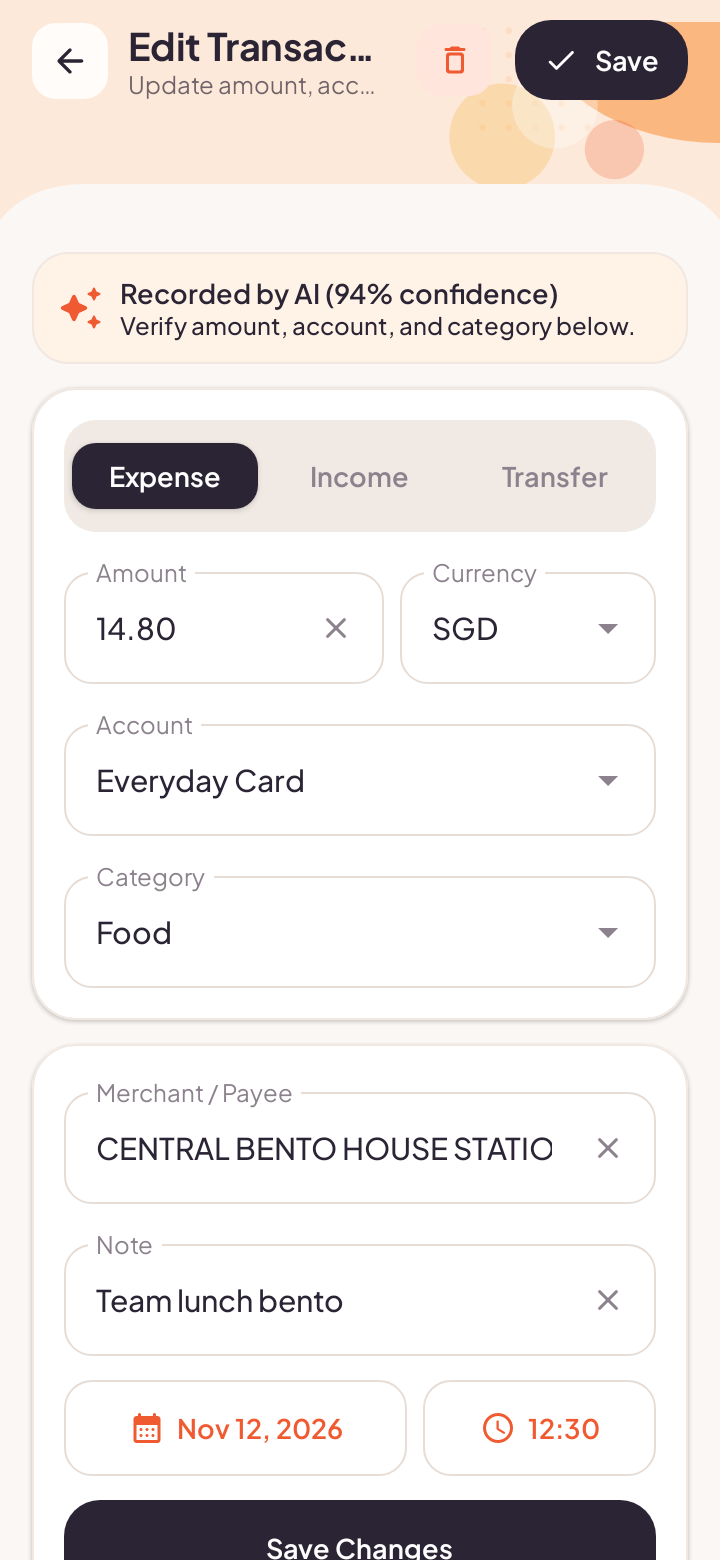 Edit Transac...
Update amount, acc...
Save
Recorded by AI (94% confidence)
Verify amount, account, and category below.
Expense
Income
Transfer
Amount
14.80
Currency
SGD
Account
Everyday Card
Category
Food
Merchant / Payee
CENTRAL BENTO HOUSE STATIO
Note
Team lunch bento
Nov 12, 2026
12:30
Save Changes